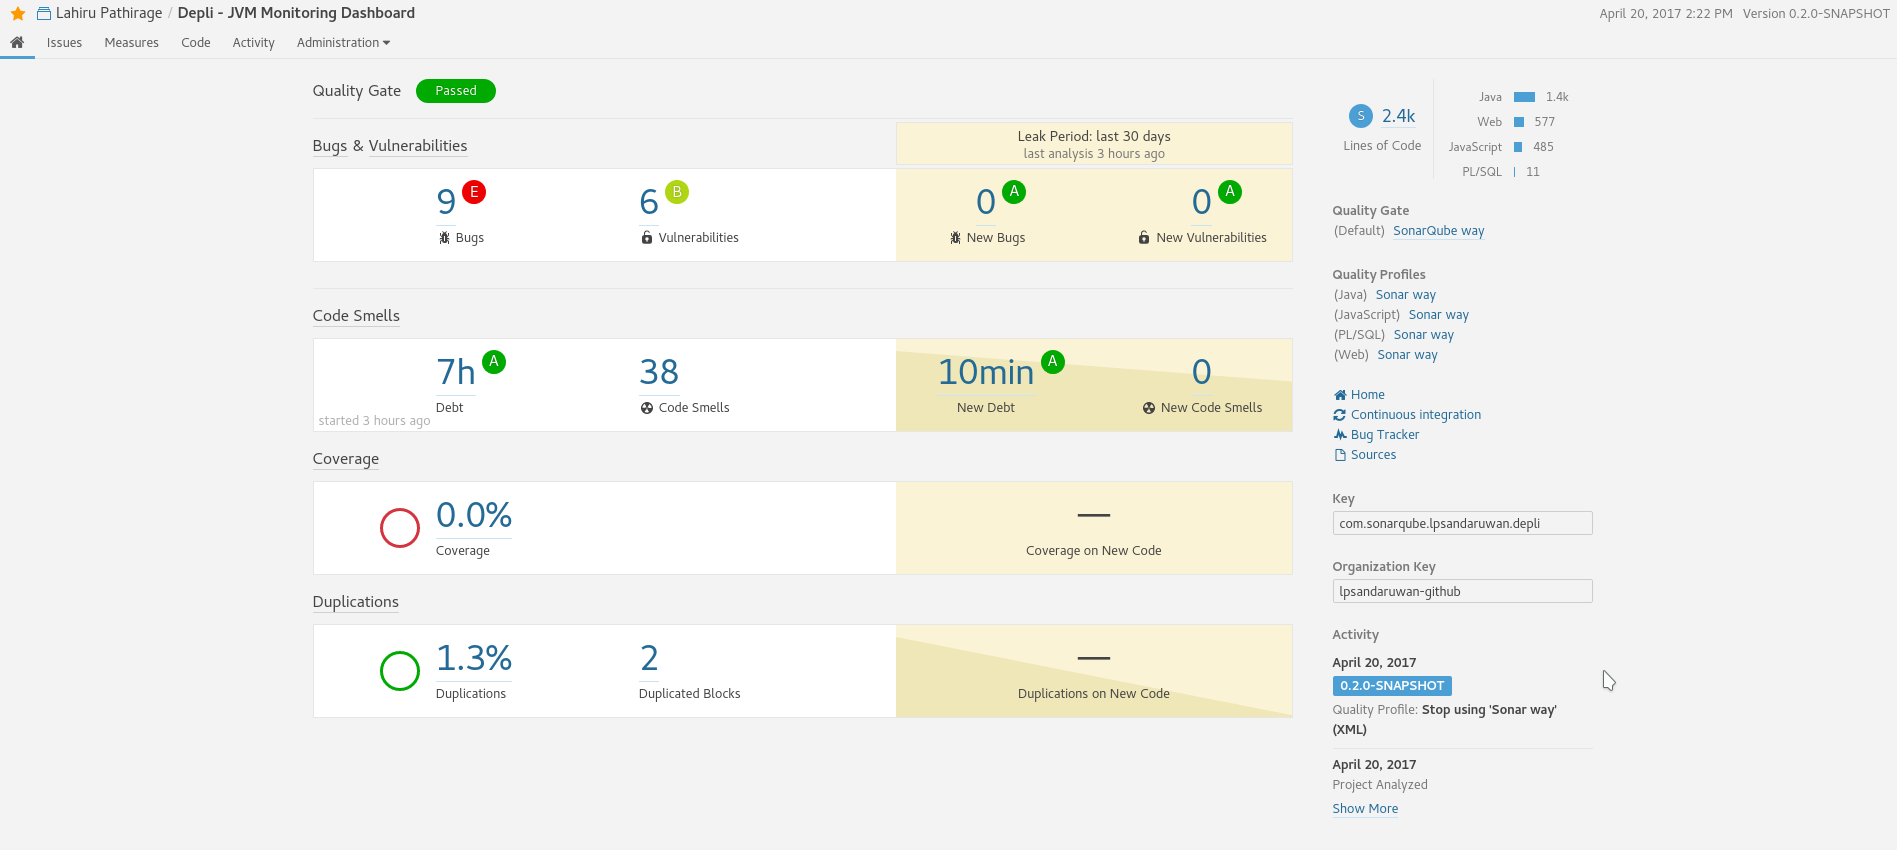 Lahiru Pathirage / Depli - JVM Monitoring Dashboard
April 20, 2017 2:22 PM Version 0.2.0-SNAPSHOT
Issues Measures Code Activity Administration
Quality Gate Passed
Bugs & Vulnerabilities
Leak Period: last 30 days
last analysis 3 hours ago
9 E 6 B 0 A 0 A
Bugs Vulnerabilities New Bugs New Vulnerabilities
Code Smells
7h A 38 10min A 0
Debt Code Smells New Debt New Code Smells
started 3 hours ago
Coverage
0.0% —
Coverage Coverage on New Code
Duplications
1.3% 2 —
Duplications Duplicated Blocks Duplications on New Code
S 2.4k
Lines of Code
Java 1.4k
Web 577
JavaScript 485
PL/SQL 11
Quality Gate
(Default) SonarQube way
Quality Profiles
(Java) Sonar way
(JavaScript) Sonar way
(PL/SQL) Sonar way
(Web) Sonar way
Home
Continuous integration
Bug Tracker
Sources
Key
com.sonarqube.lpsandaruwan.depli
Organization Key
lpsandaruwan-github
Activity
April 20, 2017
0.2.0-SNAPSHOT
Quality Profile: Stop using 'Sonar way'
(XML)
April 20, 2017
Project Analyzed
Show More